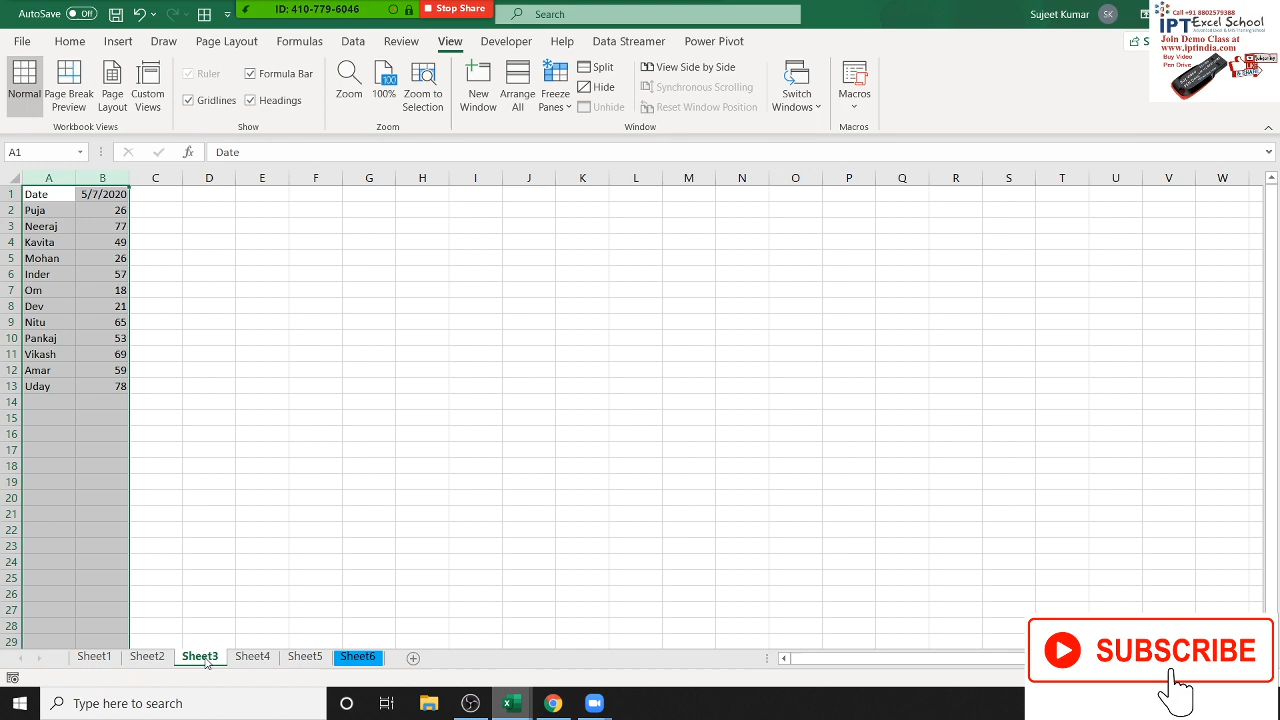 AutoSave Off
ID: 410-779-6046
Stop Share
Search
Sujeet Kumar
SK
Call +91 8802579388
IPT Excel School
Join Demo Class at
www.iptindia.com
Buy Video
Pen Drive
File Home Insert Draw Page Layout Formulas Data Review View Developer Help Data Streamer Power Pivot
Normal
Page Break Preview
Page Layout
Custom Views
Ruler
Formula Bar
Gridlines
Headings
Zoom
100
100%
Zoom to Selection
New Window
Arrange All
Freeze Panes
Split
Hide
Unhide
View Side by Side
Synchronous Scrolling
Reset Window Position
Switch Windows
Macros
Workbook Views Show Zoom Window Macros
A1 fx Date
A B C D E F G H I J K L M N O P Q R S T U V W
1 Date 5/7/2020
2 Puja 26
3 Neeraj 77
4 Kavita 49
5 Mohan 26
6 Inder 57
7 Om 18
8 Dev 21
9 Nitu 65
10 Pankaj 53
11 Vikash 69
12 Amar 59
13 Uday 78
14
15
16
17
18
19
20
21
22
23
24
25
26
27
28
29
Sheet1 Sheet2 Sheet3 Sheet4 Sheet5 Sheet6
SUBSCRIBE
Type here to search